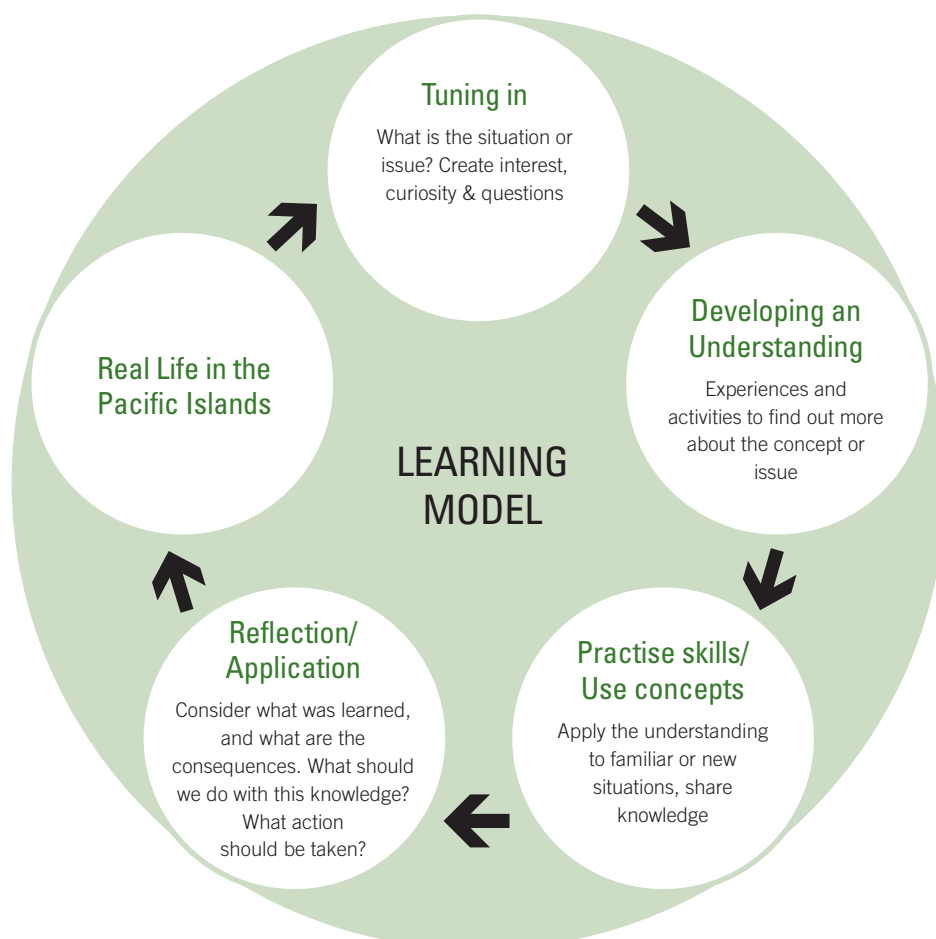 Tuning in
What is the situation or
issue? Create interest,
curiosity & questions
Developing an
Understanding
Experiences and
activities to find out more
about the concept or
issue
Practise skills/
Use concepts
Apply the understanding
to familiar or new
situations, share
knowledge
Reflection/
Application
Consider what was learned,
and what are the
consequences. What should
we do with this knowledge?
What action
should be taken?
Real Life in the
Pacific Islands
LEARNING
MODEL